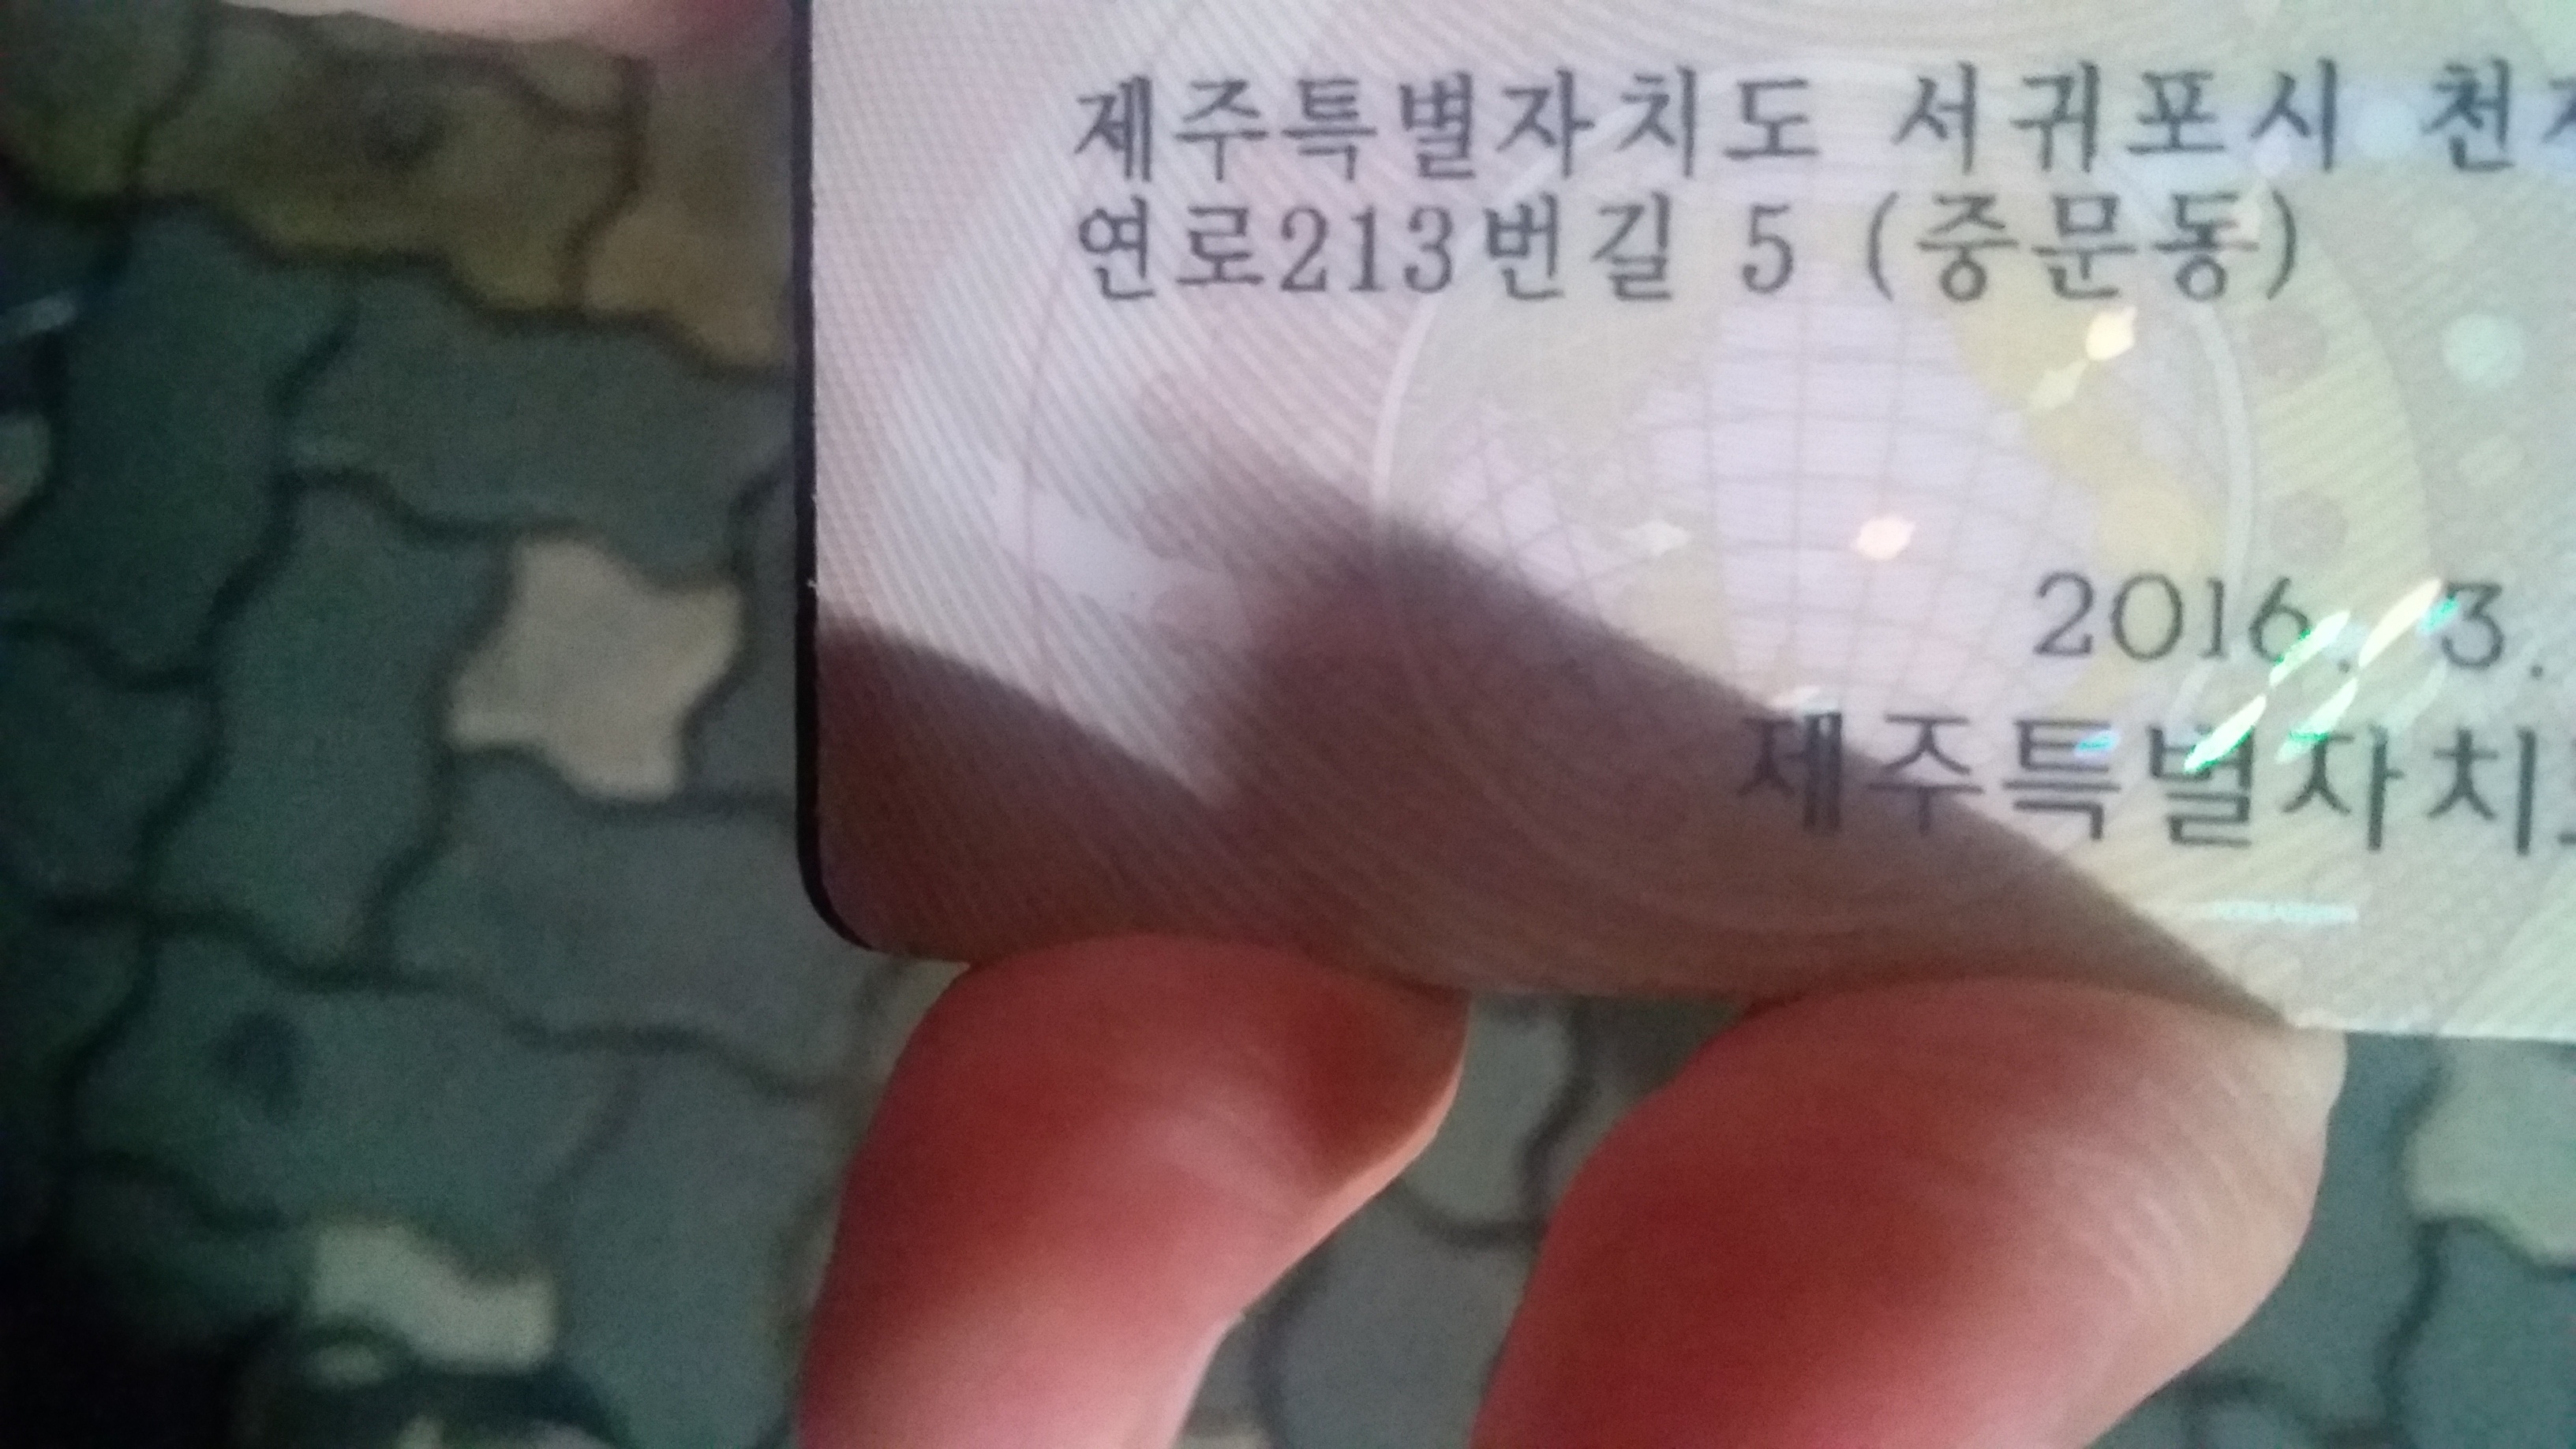 제주특별자치도 서귀포시 천
연로213번길 5 (중문동)
2016. 3.
제주특별자치